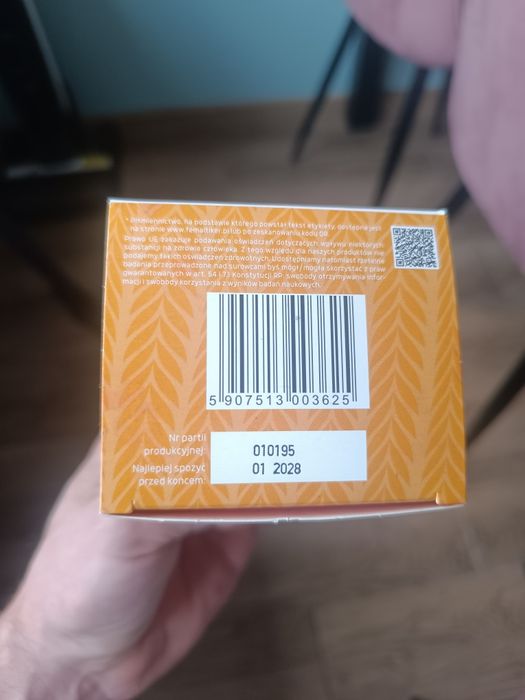 * Piśmiennictwo, na podstawie którego powstał tekst etykiety, dostępne jest
na stronie www.femaltiker.pl lub po zeskanowaniu kodu QR.
Prawo UE zakazuje podawania oświadczeń dotyczących wpływu niektórych
substancji na zdrowie człowieka. Z tego względu dla naszych produktów nie
podajemy takich oświadczeń zdrowotnych. Udostępniamy natomiast rzetelne
badania przeprowadzone nad surowcami byś mógł / mogła skorzystać z praw
gwarantowanych w art. 54 i 73 Konstytucji RP: swobody otrzymywania infor-
macji i swobody korzystania z wyników badań naukowych.
5 907513 003625
Nr partii
produkcyjnej: 010195
Najlepiej spożyć 01 2028
przed końcem: